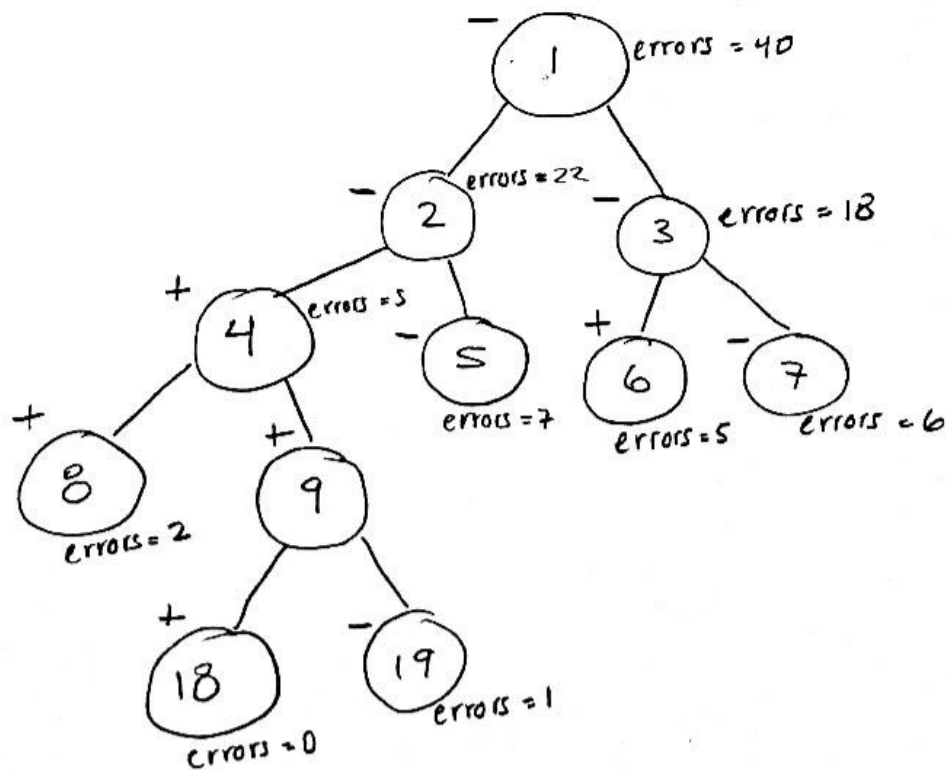 - 1 errors = 40
- 2 errors = 22
- 3 errors = 18
+ 4 errors = 5
- 5 errors = 7
+ 6 errors = 5
- 7 errors = 6
+ 8 errors = 2
+ 9
+ 18 errors = 0
- 19 errors = 1